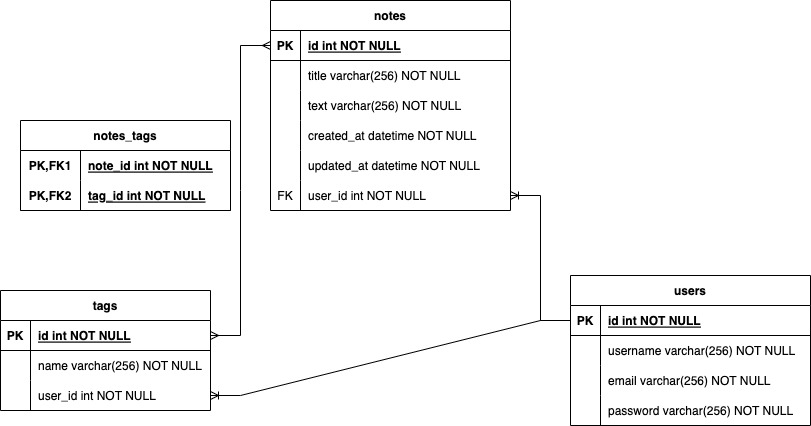 notes
PK id int NOT NULL
title varchar(256) NOT NULL
text varchar(256) NOT NULL
created_at datetime NOT NULL
updated_at datetime NOT NULL
FK user_id int NOT NULL
notes_tags
PK,FK1 note_id int NOT NULL
PK,FK2 tag_id int NOT NULL
tags
PK id int NOT NULL
name varchar(256) NOT NULL
user_id int NOT NULL
users
PK id int NOT NULL
username varchar(256) NOT NULL
email varchar(256) NOT NULL
password varchar(256) NOT NULL